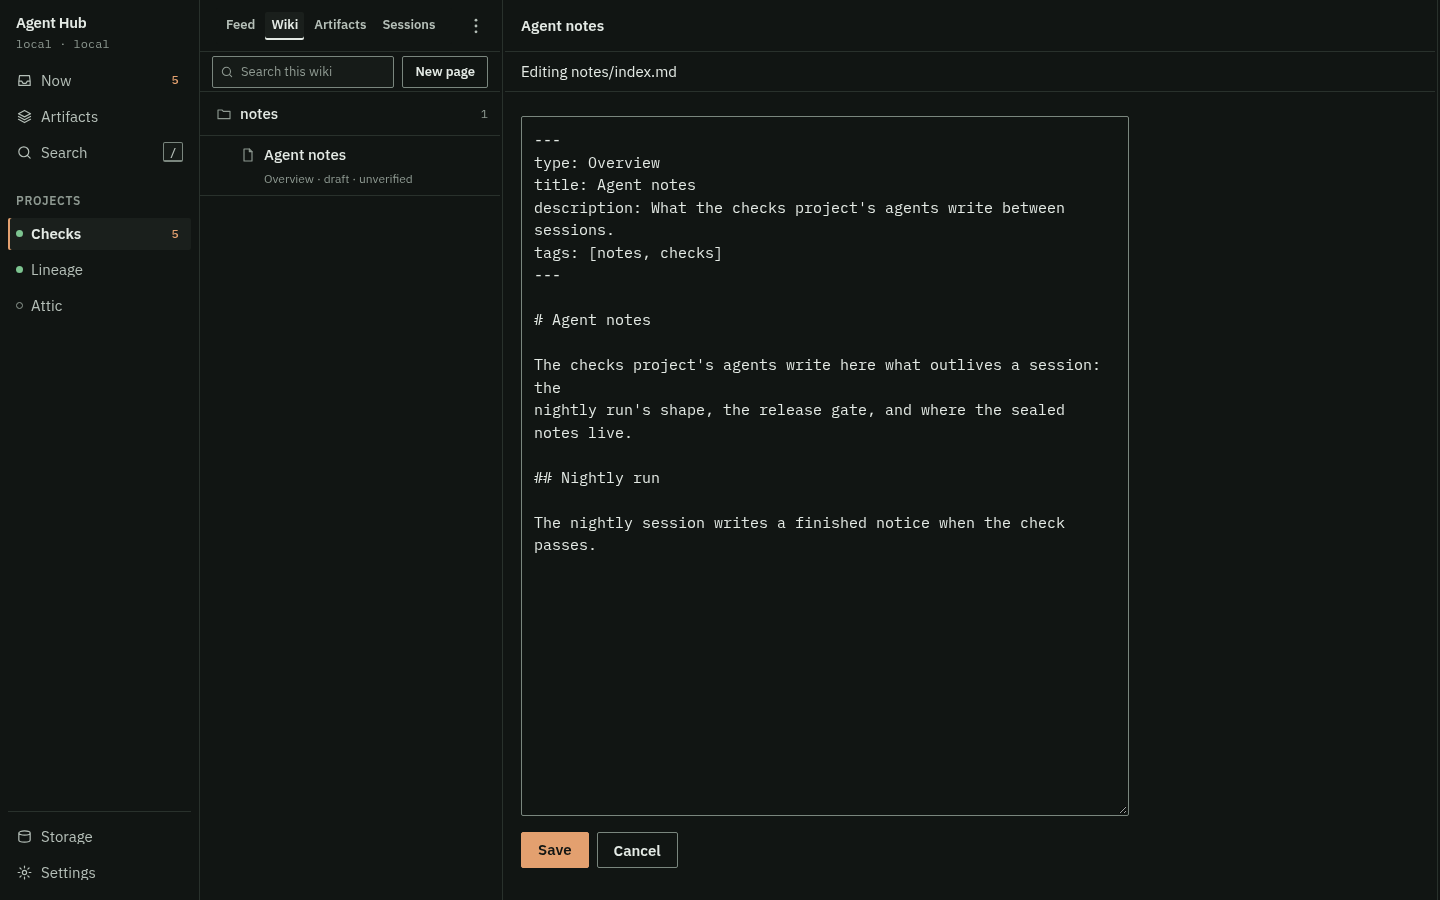 Agent Hub
local · local
Now 5
Artifacts
Search /
PROJECTS
Checks 5
Lineage
Attic
Storage
Settings
Feed Wiki Artifacts Sessions
Search this wiki New page
notes 1
Agent notes
Overview · draft · unverified
Agent notes
Editing notes/index.md
---
type: Overview
title: Agent notes
description: What the checks project's agents write between
sessions.
tags: [notes, checks]
---
# Agent notes
The checks project's agents write here what outlives a session:
the
nightly run's shape, the release gate, and where the sealed
notes live.
## Nightly run
The nightly session writes a finished notice when the check
passes.
Save Cancel